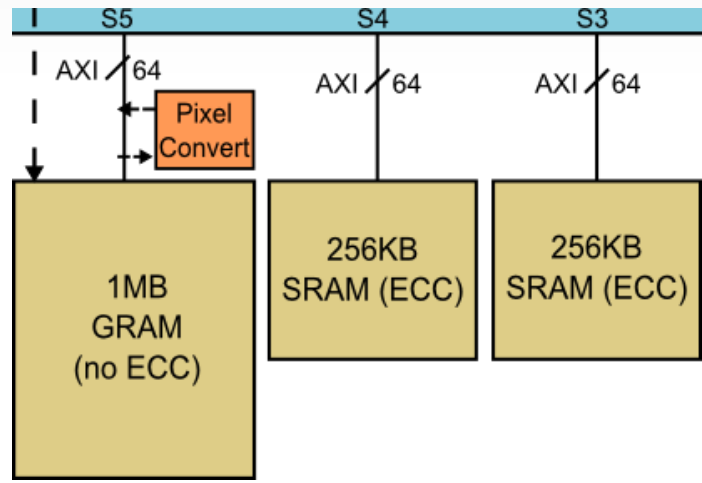 S5
S4
S3
AXI
64
AXI
64
AXI
64
Pixel
Convert
1MB
GRAM
(no ECC)
256KB
SRAM (ECC)
256KB
SRAM (ECC)